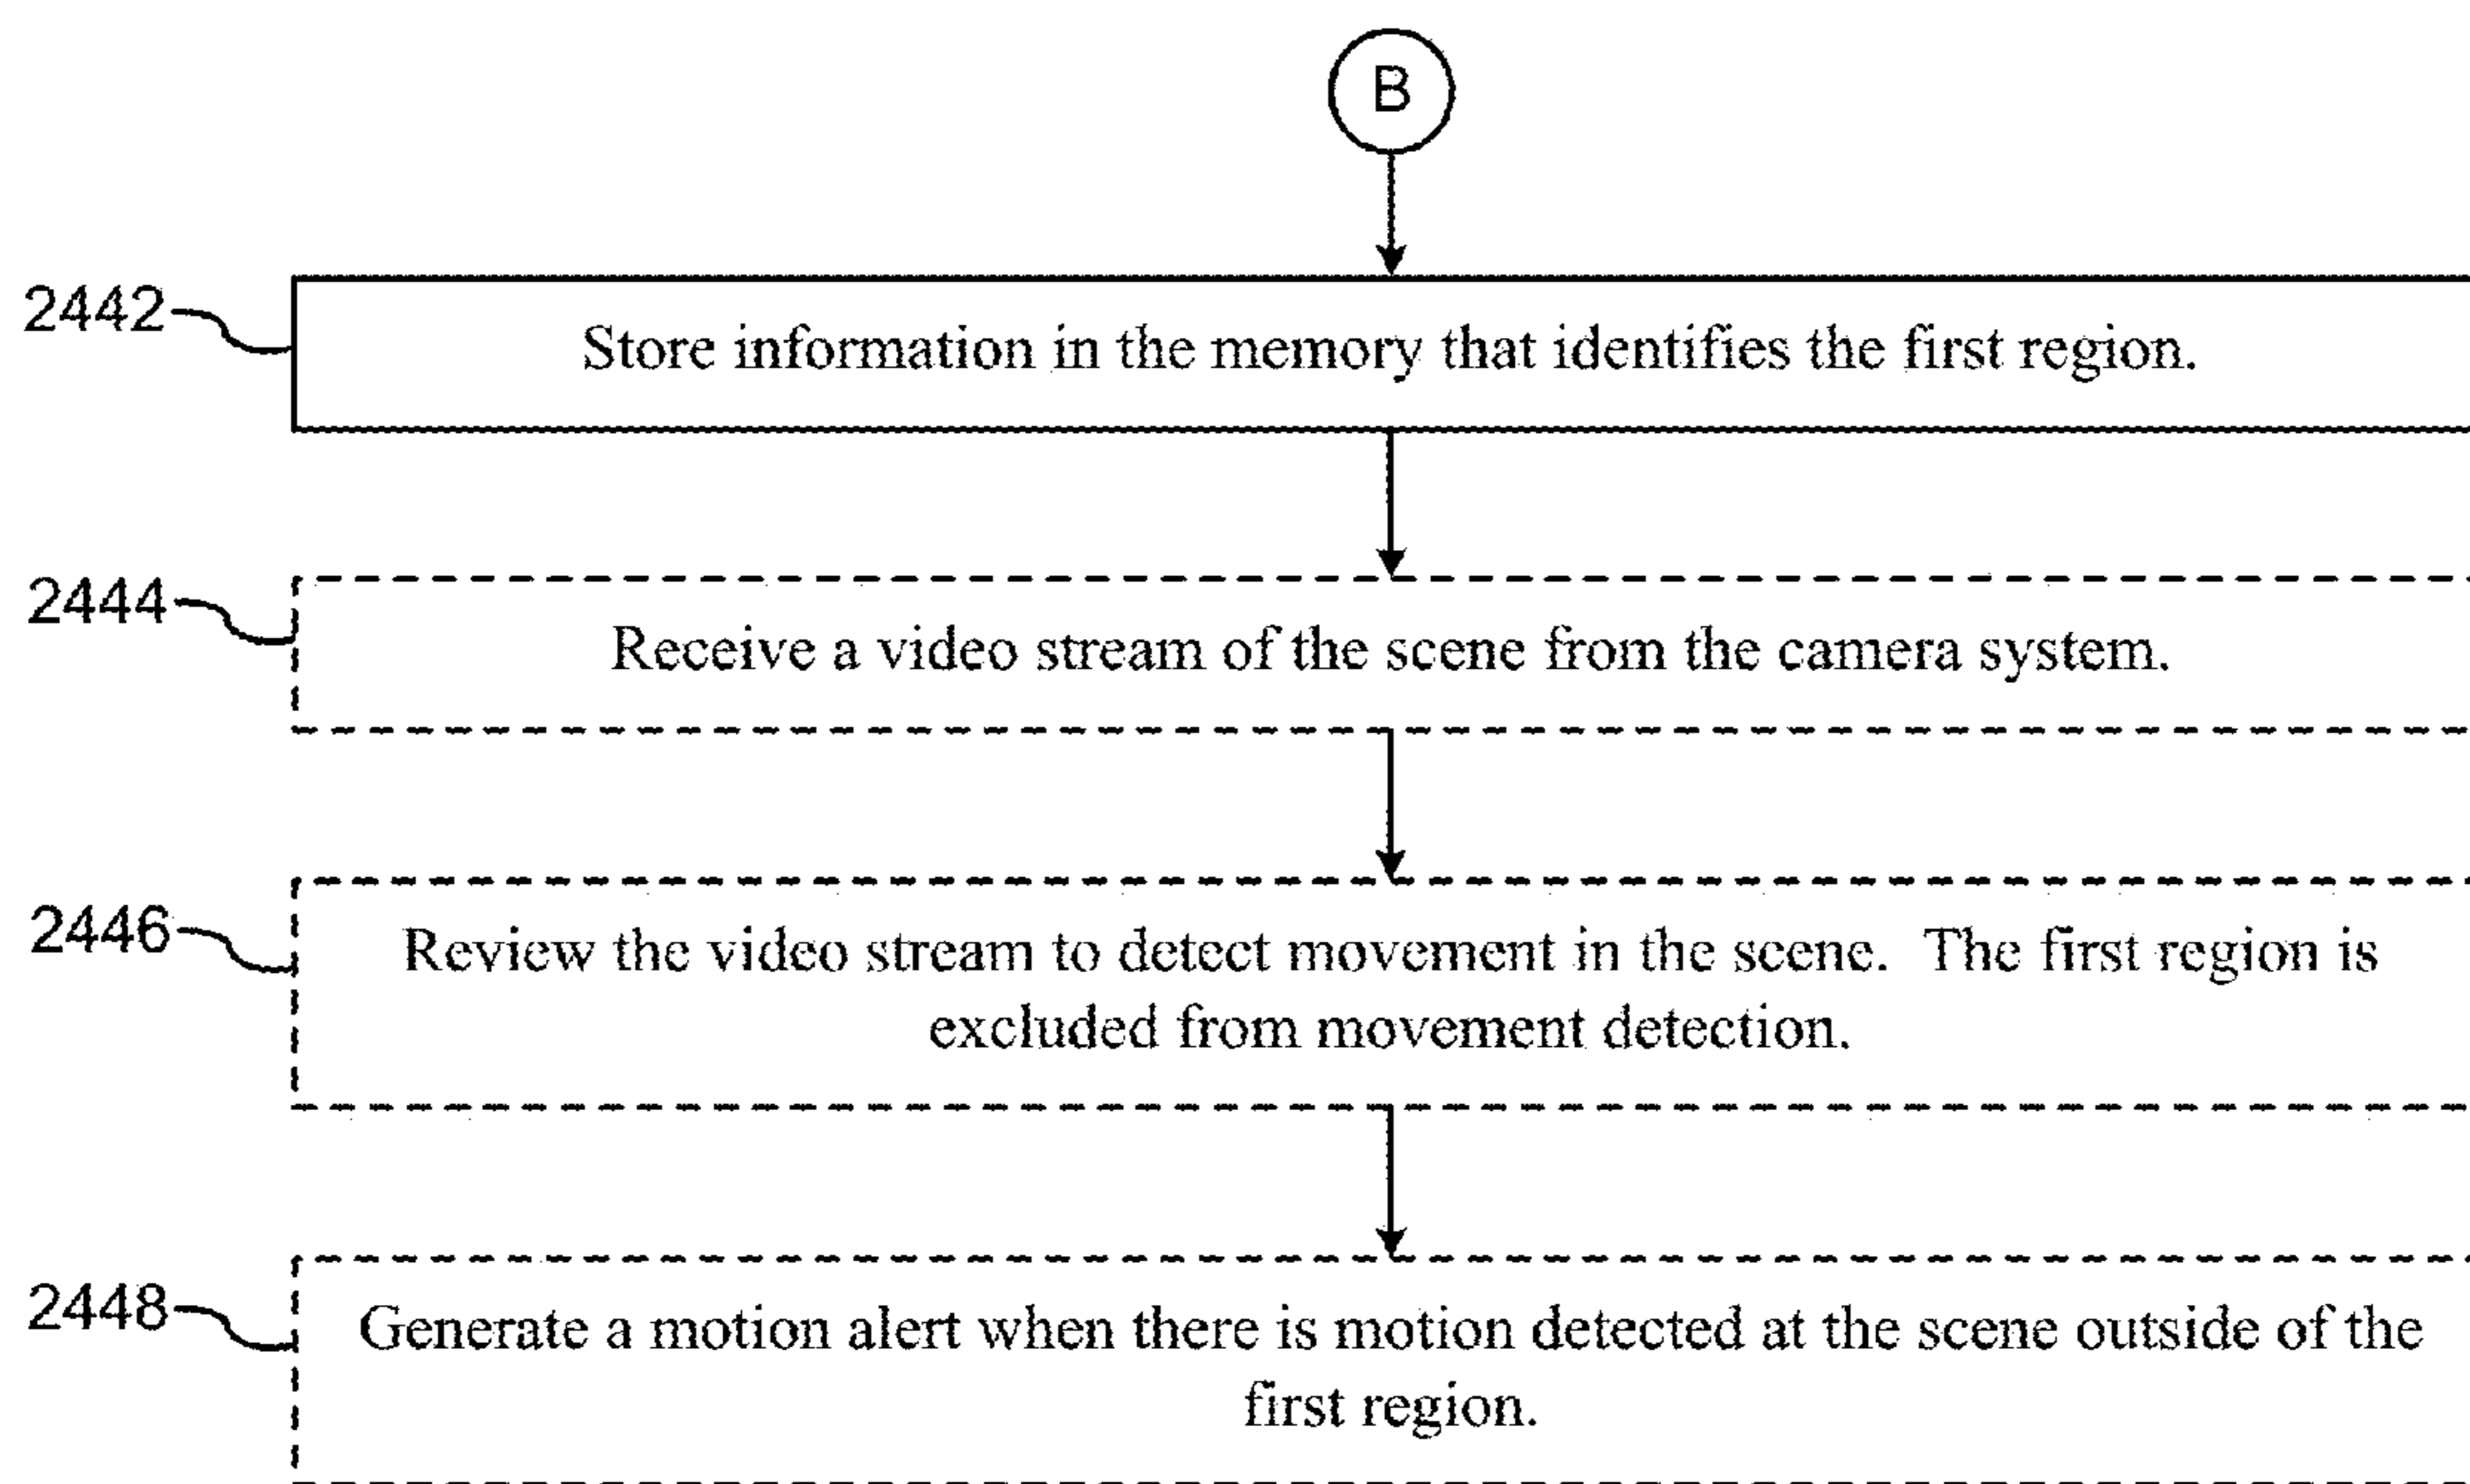 B
2442
Store information in the memory that identifies the first region.
2444
Receive a video stream of the scene from the camera system.
2446
Review the video stream to detect movement in the scene. The first region is
excluded from movement detection.
2448
Generate a motion alert when there is motion detected at the scene outside of the
first region.